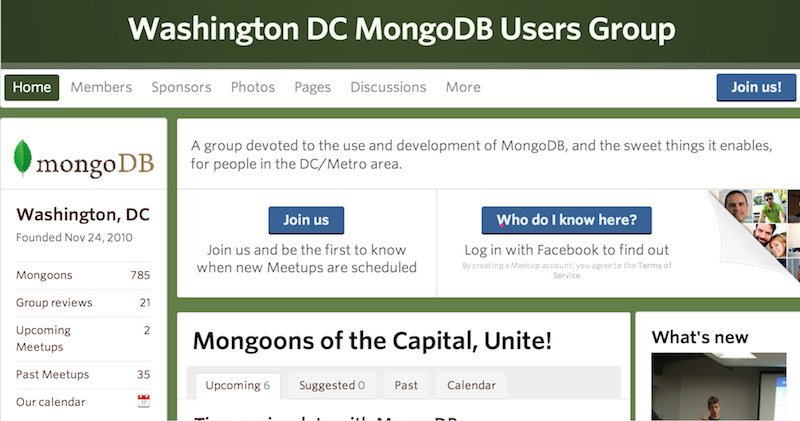 Washington DC MongoDB Users Group
Home Members Sponsors Photos Pages Discussions More Join us!
mongoDB
Washington, DC
Founded Nov 24, 2010
Mongoons 785
Group reviews 21
Upcoming Meetups 2
Past Meetups 35
Our calendar
A group devoted to the use and development of MongoDB, and the sweet things it enables,
for people in the DC/Metro area.
Join us
Join us and be the first to know
when new Meetups are scheduled
Who do I know here?
Log in with Facebook to find out
By creating a Meetup account, you agree to the Terms of
Service
Mongoons of the Capital, Unite!
Upcoming 6 Suggested 0 Past Calendar
What's new